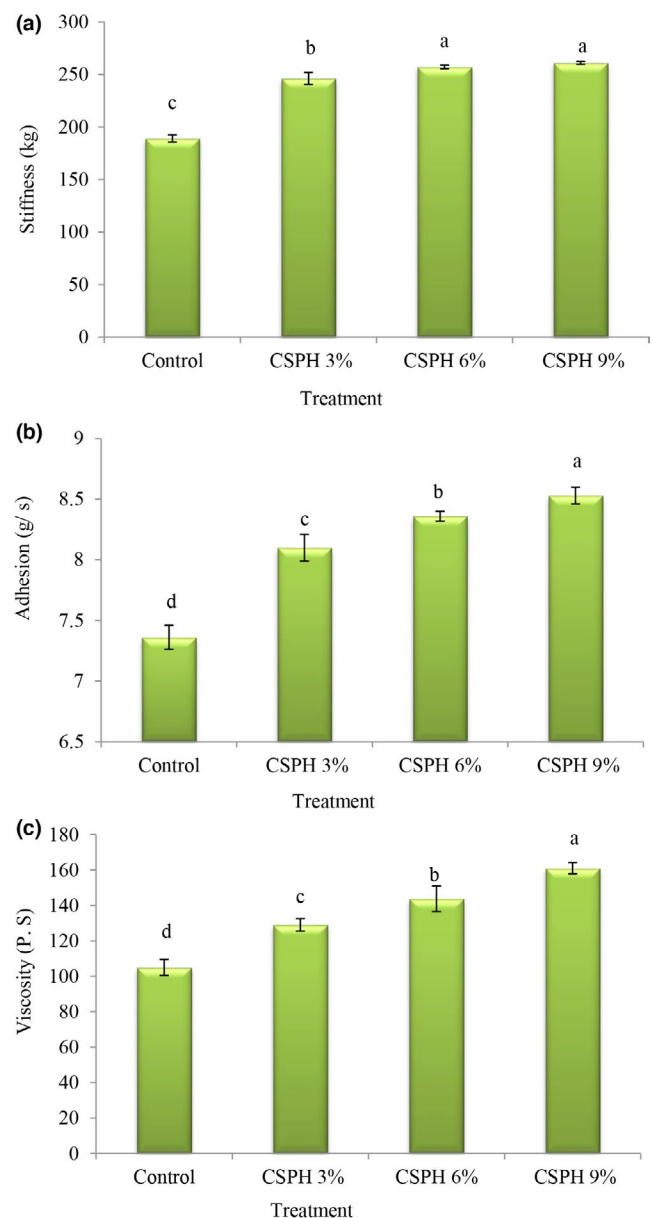 (a)
300
250
200
150
100
50
0
Stiffness (kg)
c
b
a
a
Control CSPH 3% CSPH 6% CSPH 9%
Treatment
(b)
9
8.5
8
7.5
7
6.5
Adhesion (g/ s)
d
c
b
a
Control CSPH 3% CSPH 6% CSPH 9%
Treatment
(c)
180
160
140
120
100
80
60
40
20
0
Viscosity (P. S)
d
c
b
a
Control CSPH 3% CSPH 6% CSPH 9%
Treatment